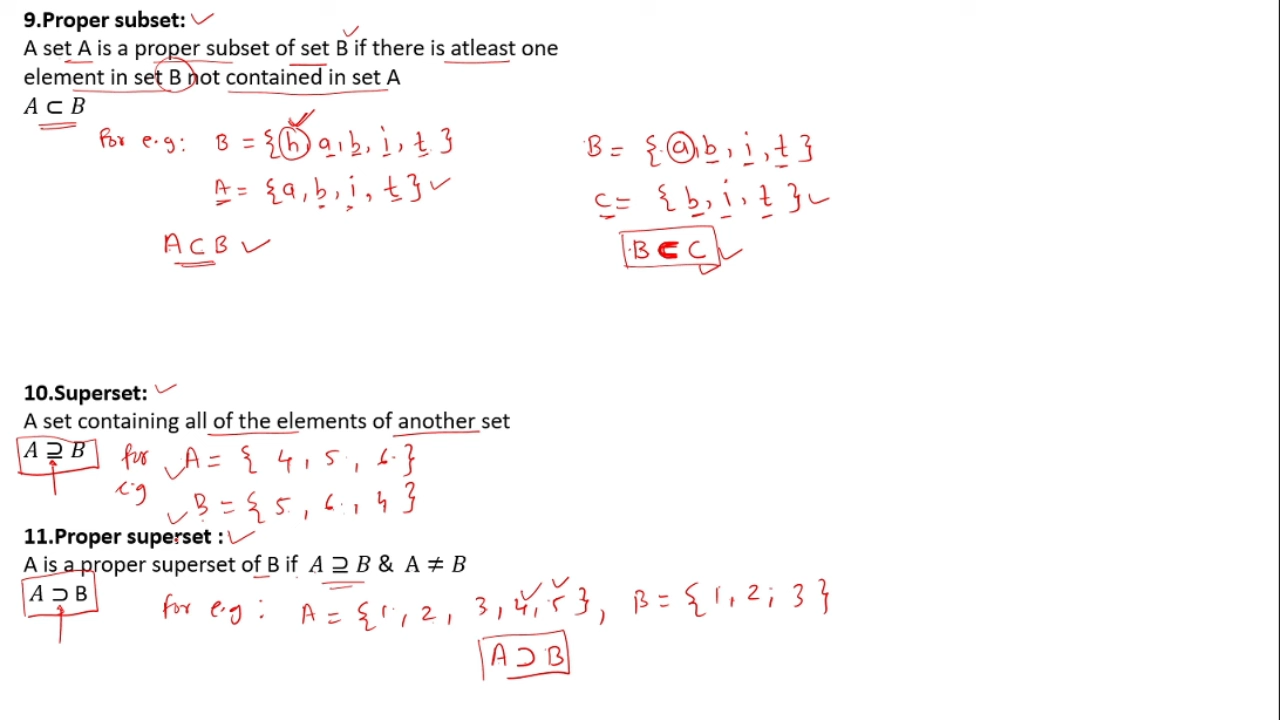 9.Proper subset:
A set A is a proper subset of set B if there is atleast one
element in set B not contained in set A
A ⊂ B
for e.g: B = {h, a, b, i, t}
A = {a, b, i, t}
A ⊂ B
B = {a, b, i, t}
C = {b, i, t}
B ⊂ C
10.Superset:
A set containing all of the elements of another set
A ⊇ B for A = { 4, 5, 6 }
e.g B = {5, 6, 4 }
11.Proper superset :
A is a proper superset of B if A ⊇ B & A ≠ B
A ⊃ B for e.g: A = {1, 2, 3, 4, 5}, B = {1, 2, 3}
A ⊃ B